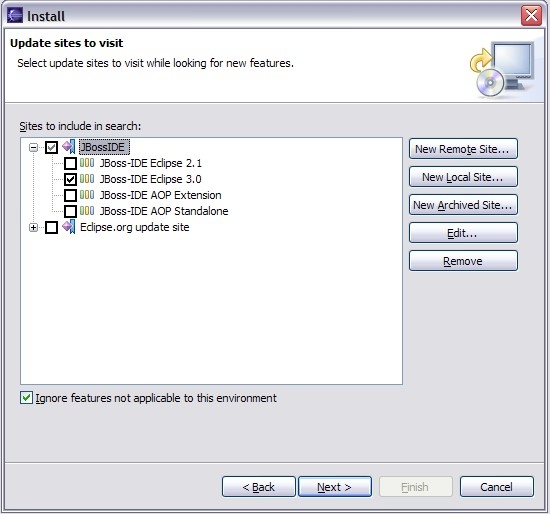 Install
Update sites to visit
Select update sites to visit while looking for new features.
Sites to include in search:
JBossIDE
JBoss-IDE Eclipse 2.1
JBoss-IDE Eclipse 3.0
JBoss-IDE AOP Extension
JBoss-IDE AOP Standalone
Eclipse.org update site
New Remote Site...
New Local Site...
New Archived Site...
Edit...
Remove
Ignore features not applicable to this environment
< Back
Next >
Finish
Cancel